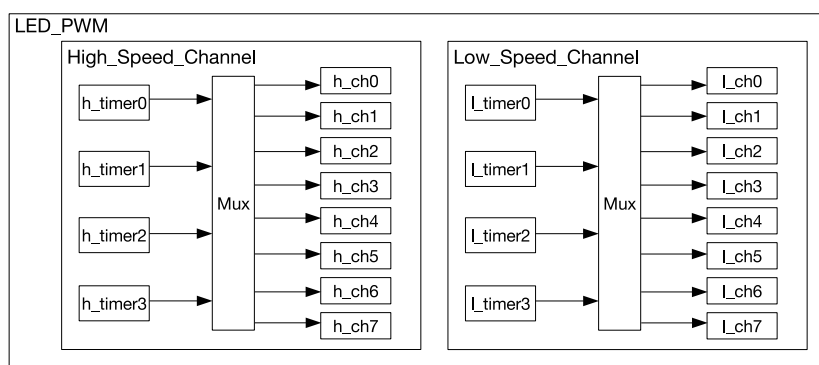 LED_PWM
High_Speed_Channel
h_timer0
h_timer1
h_timer2
h_timer3
Mux
h_ch0
h_ch1
h_ch2
h_ch3
h_ch4
h_ch5
h_ch6
h_ch7
Low_Speed_Channel
l_timer0
l_timer1
l_timer2
l_timer3
Mux
l_ch0
l_ch1
l_ch2
l_ch3
l_ch4
l_ch5
l_ch6
l_ch7